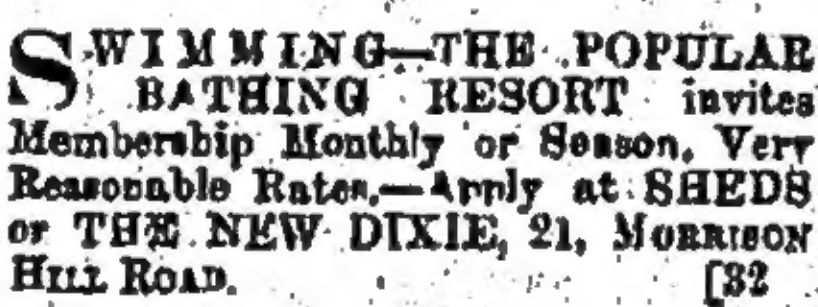 SWIMMING—THE POPULAR
BATHING RESORT invites
Membership Monthly or Season, Very
Reasonable Rates.—Apply at SHEDS
or THE NEW DIXIE, 21, MORRISON
HILL ROAD. [32